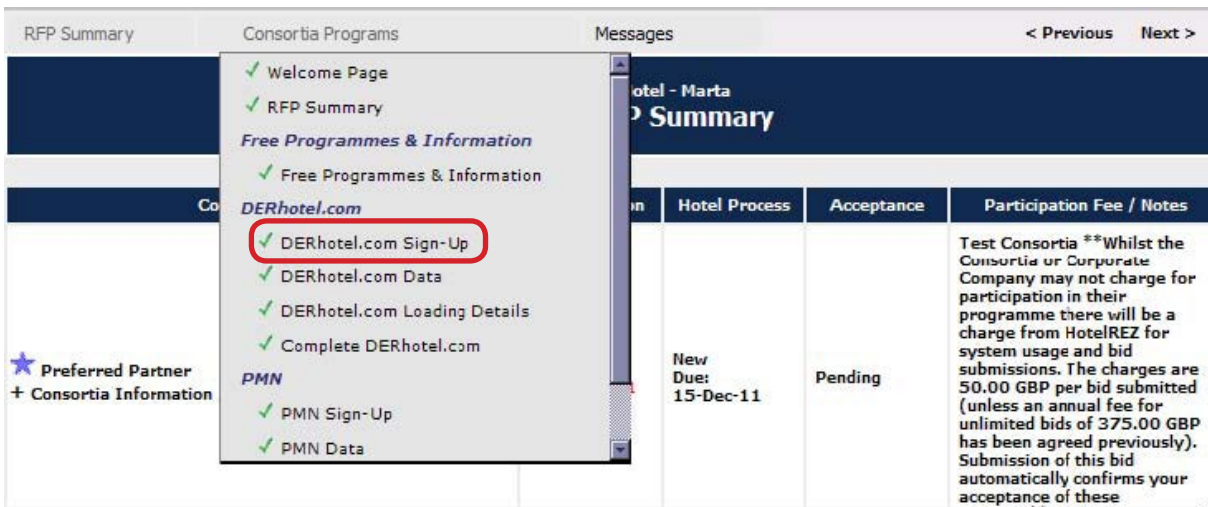 RFP Summary
Consortia Programs
Messages
< Previous Next >
Welcome Page
RFP Summary
Free Programmes & Information
Free Programmes & Information
DERhotel.com
DERhotel.com Sign-Up
DERhotel.com Data
DERhotel.com Loading Details
Complete DERhotel.com
PMN
PMN Sign-Up
PMN Data
- Marta
Summary
Hotel Process
Acceptance
Participation Fee / Notes
Preferred Partner
+ Consortia Information
New
Due:
15-Dec-11
Pending
Test Consortia **Whilst the
Consortia or Corporate
Company may not charge for
participation in their
programme there will be a
charge from HotelREZ for
system usage and bid
submissions. The charges are
50.00 GBP per bid submitted
(unless an annual fee for
unlimited bids of 375.00 GBP
has been agreed previously).
Submission of this bid
automatically confirms your
acceptance of these